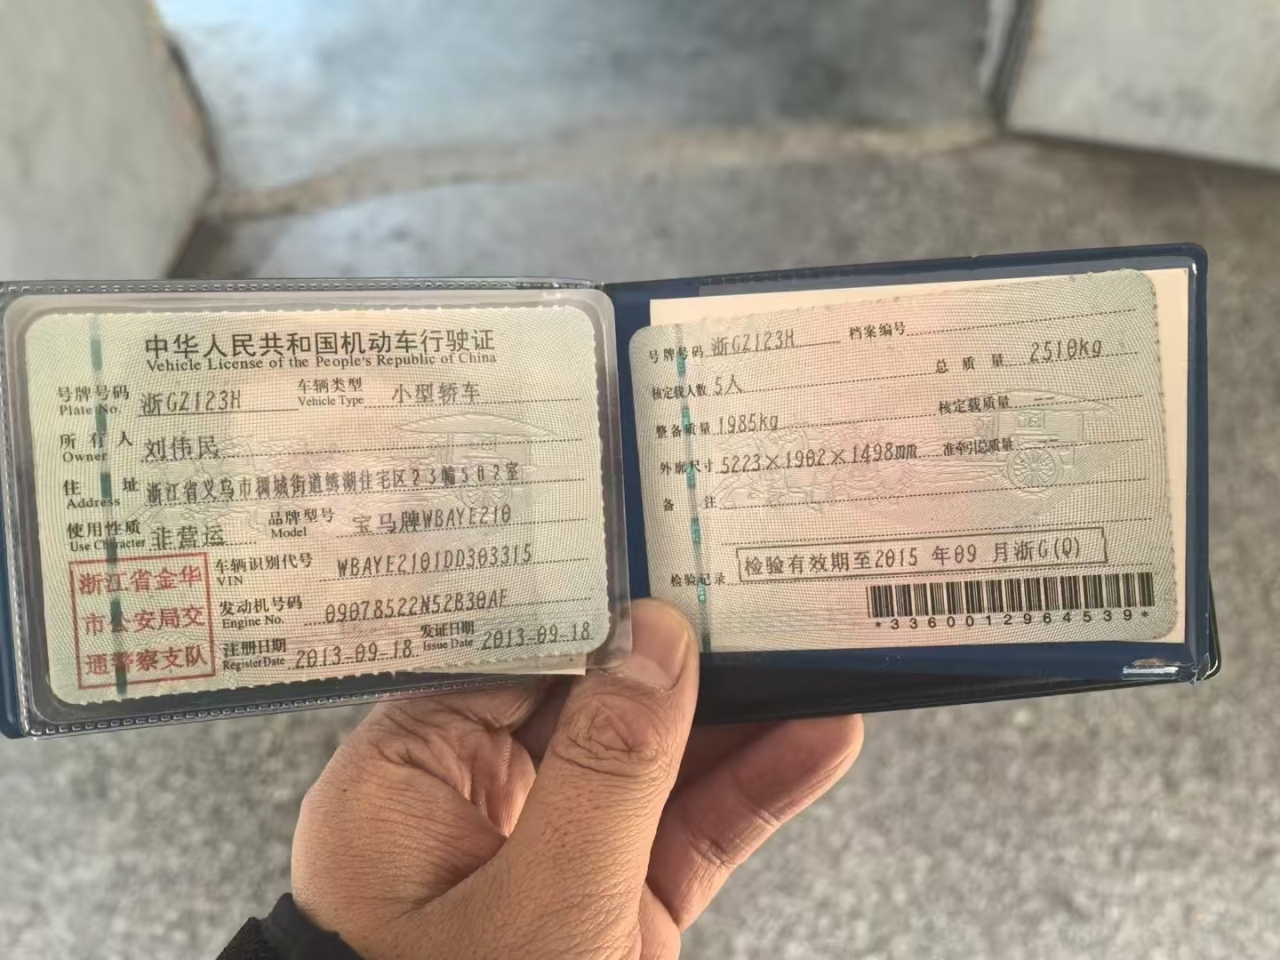 中华人民共和国机动车行驶证
Vehicle License of the People's Republic of China
号牌号码 浙GZ123H 车辆类型 小型轿车
Plate No. Vehicle Type
所有人 刘伟民
Owner
住址 浙江省义乌市稠城街道绣湖住宅区23幢502室
Address
使用性质 非营运 品牌型号 宝马牌WBAYE210
Use Character Model
浙江省金华
市公安局交
通警察支队
车辆识别代号 WBAYE2101DD303315
VIN
发动机号码 09078522N52B30AF
Engine No.
注册日期 2013-09-18 发证日期 2013-09-18
Register Date Issue Date
号牌号码 浙GZ123H 档案编号
核定载人数 5人 总质量 2510kg
整备质量 1985kg 核定载质量 --
外廓尺寸 5223×1902×1498mm 准牵引总质量 --
备注
检验记录 检验有效期至2015 年09 月浙G(Q)
*3360012964539*